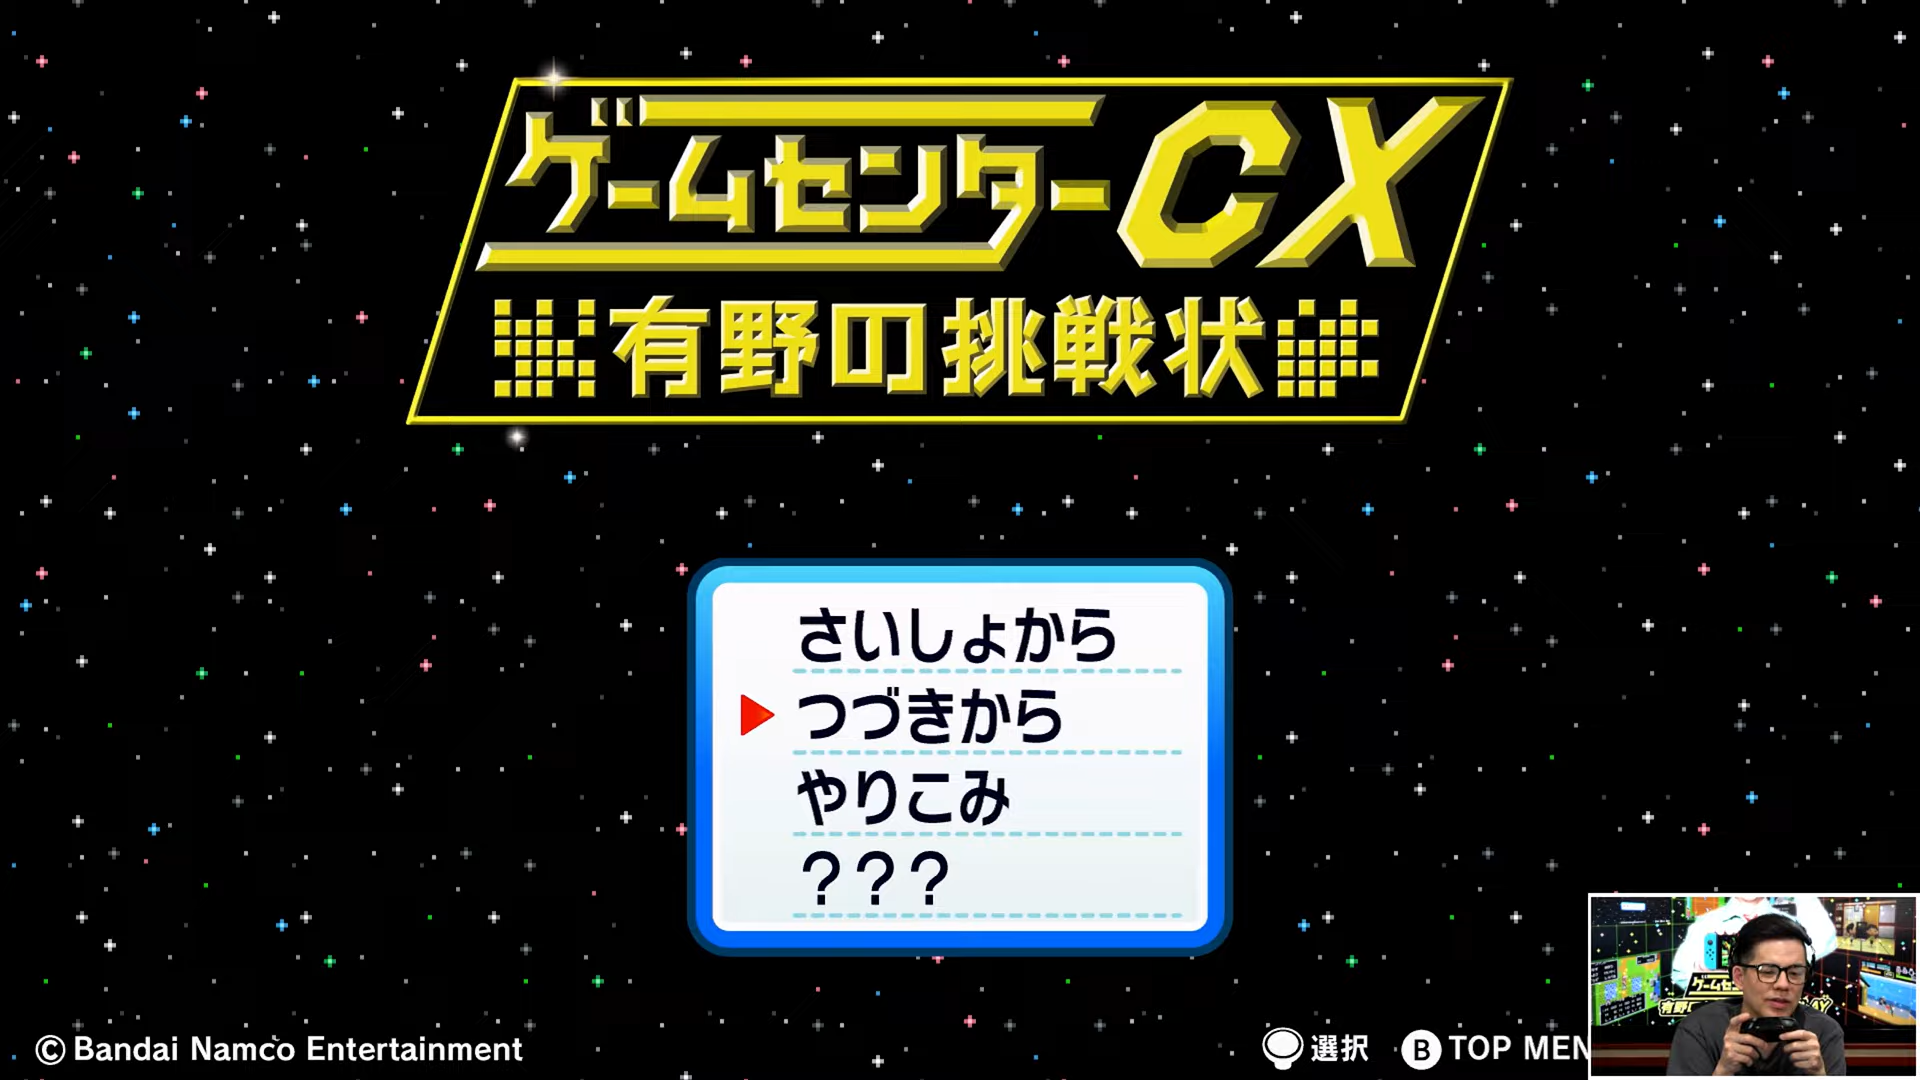 ゲームセンターCX
有野の挑戦状
さいしょから
つづきから
やりこみ
???
© Bandai Namco Entertainment
選択
B TOP MEN